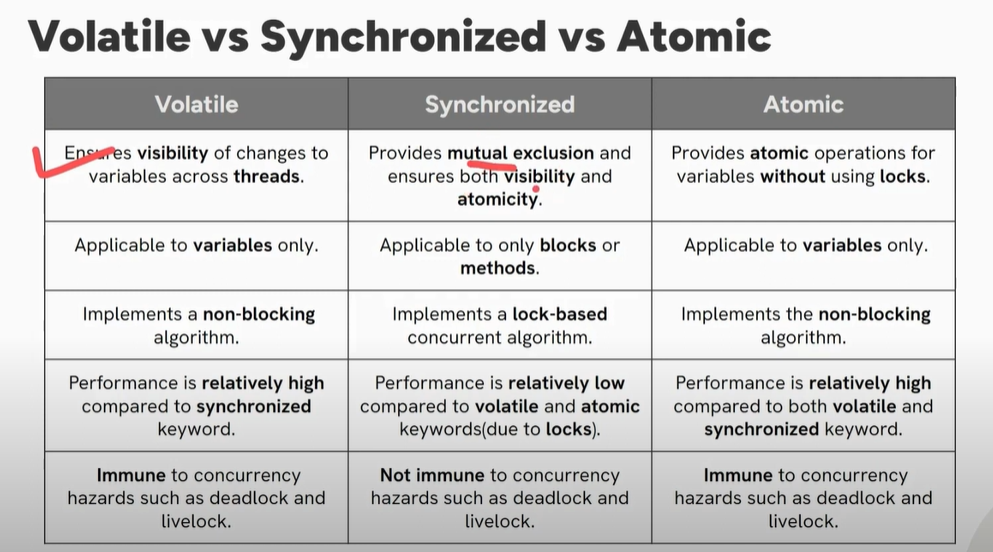 Volatile vs Synchronized vs Atomic
Volatile
Synchronized
Atomic
Ensures visibility of changes to
variables across threads.
Provides mutual exclusion and
ensures both visibility and
atomicity.
Provides atomic operations for
variables without using locks.
Applicable to variables only.
Applicable to only blocks or
methods.
Applicable to variables only.
Implements a non-blocking
algorithm.
Implements a lock-based
concurrent algorithm.
Implements the non-blocking
algorithm.
Performance is relatively high
compared to synchronized
keyword.
Performance is relatively low
compared to volatile and atomic
keywords(due to locks).
Performance is relatively high
compared to both volatile and
synchronized keyword.
Immune to concurrency
hazards such as deadlock and
livelock.
Not immune to concurrency
hazards such as deadlock and
livelock.
Immune to concurrency
hazards such as deadlock and
livelock.